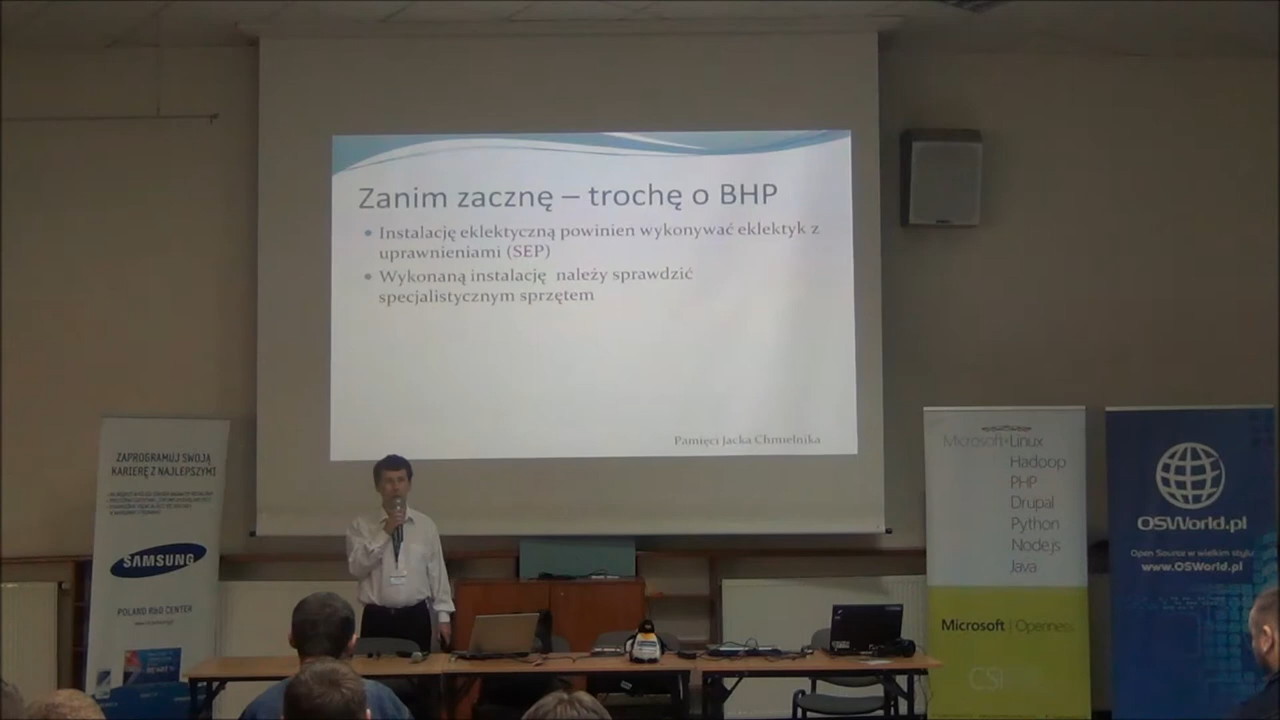 Zanim zacznę – trochę o BHP
• Instalację eklektyczną powinien wykonywać eklektyk z
uprawnieniami (SEP)
• Wykonaną instalację należy sprawdzić
specjalistycznym sprzętem
Pamięci Jacka Chmielnika
ZAPROGRAMUJ SWOJĄ
KARIERĘ Z NAJLEPSZYMI
SAMSUNG
POLAND R&D CENTER
Microsoft+Linux
Hadoop
PHP
Drupal
Python
Node.js
Java
Microsoft | Openness
OSWorld.pl
Open Source w wielkim stylu
www.OSWorld.pl